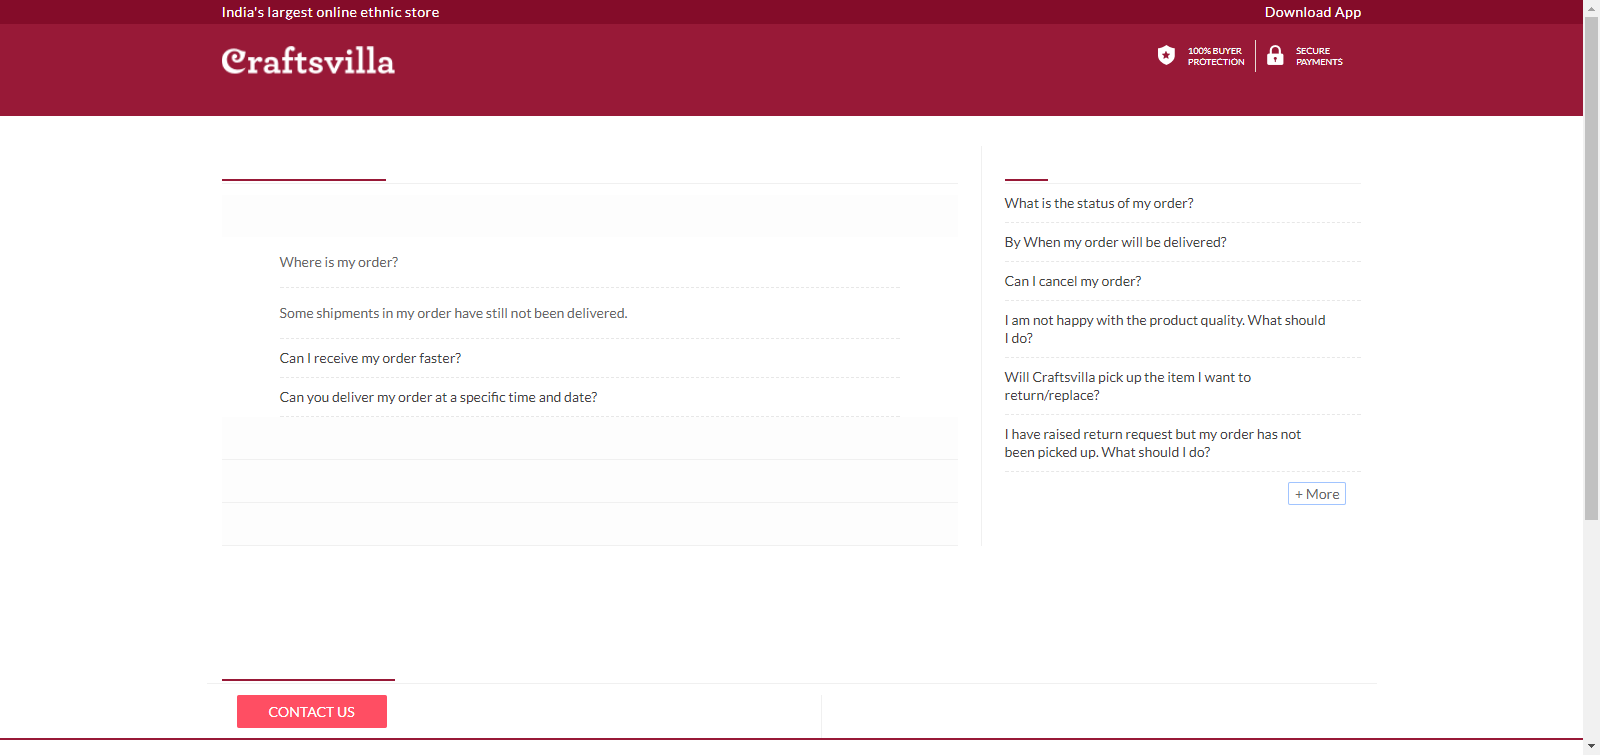 India's largest online ethnic store
Download App
Craftsvilla
100% BUYER
PROTECTION
SECURE
PAYMENTS
Where is my order?
Some shipments in my order have still not been delivered.
Can I receive my order faster?
Can you deliver my order at a specific time and date?
What is the status of my order?
By When my order will be delivered?
Can I cancel my order?
I am not happy with the product quality. What should
I do?
Will Craftsvilla pick up the item I want to
return/replace?
I have raised return request but my order has not
been picked up. What should I do?
+ More
CONTACT US